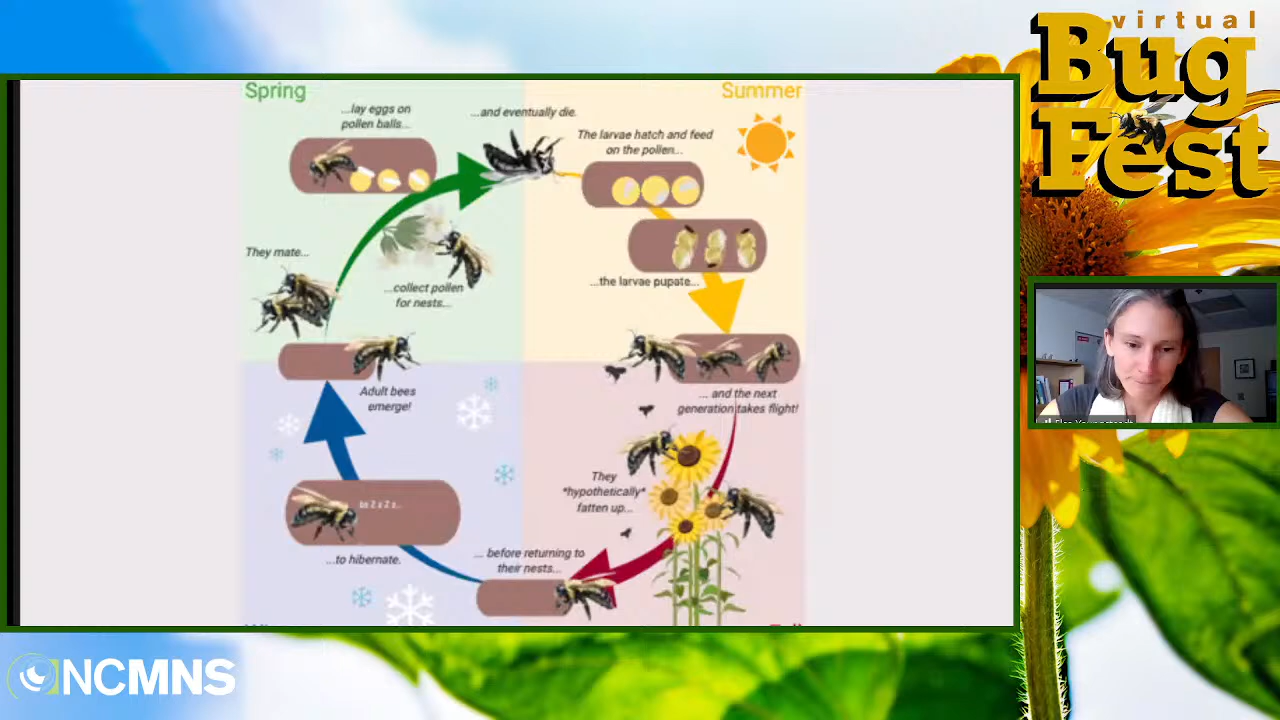 virtual
Bug
Fest
Spring
Summer
...lay eggs on
pollen balls...
...and eventually die.
The larvae hatch and feed
on the pollen...
They mate...
...collect pollen
for nests...
...the larvae pupate...
Adult bees
emerge!
... and the next
generation takes flight!
They
*hypothetically*
fatten up...
... before returning to
their nests...
...to hibernate.
NCMNS